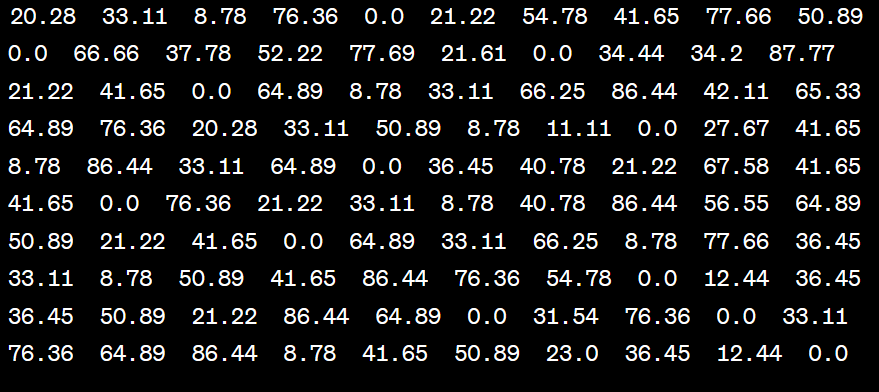 20.28 33.11 8.78 76.36 0.0 21.22 54.78 41.65 77.66 50.89
0.0 66.66 37.78 52.22 77.69 21.61 0.0 34.44 34.2 87.77
21.22 41.65 0.0 64.89 8.78 33.11 66.25 86.44 42.11 65.33
64.89 76.36 20.28 33.11 50.89 8.78 11.11 0.0 27.67 41.65
8.78 86.44 33.11 64.89 0.0 36.45 40.78 21.22 67.58 41.65
41.65 0.0 76.36 21.22 33.11 8.78 40.78 86.44 56.55 64.89
50.89 21.22 41.65 0.0 64.89 33.11 66.25 8.78 77.66 36.45
33.11 8.78 50.89 41.65 86.44 76.36 54.78 0.0 12.44 36.45
36.45 50.89 21.22 86.44 64.89 0.0 31.54 76.36 0.0 33.11
76.36 64.89 86.44 8.78 41.65 50.89 23.0 36.45 12.44 0.0